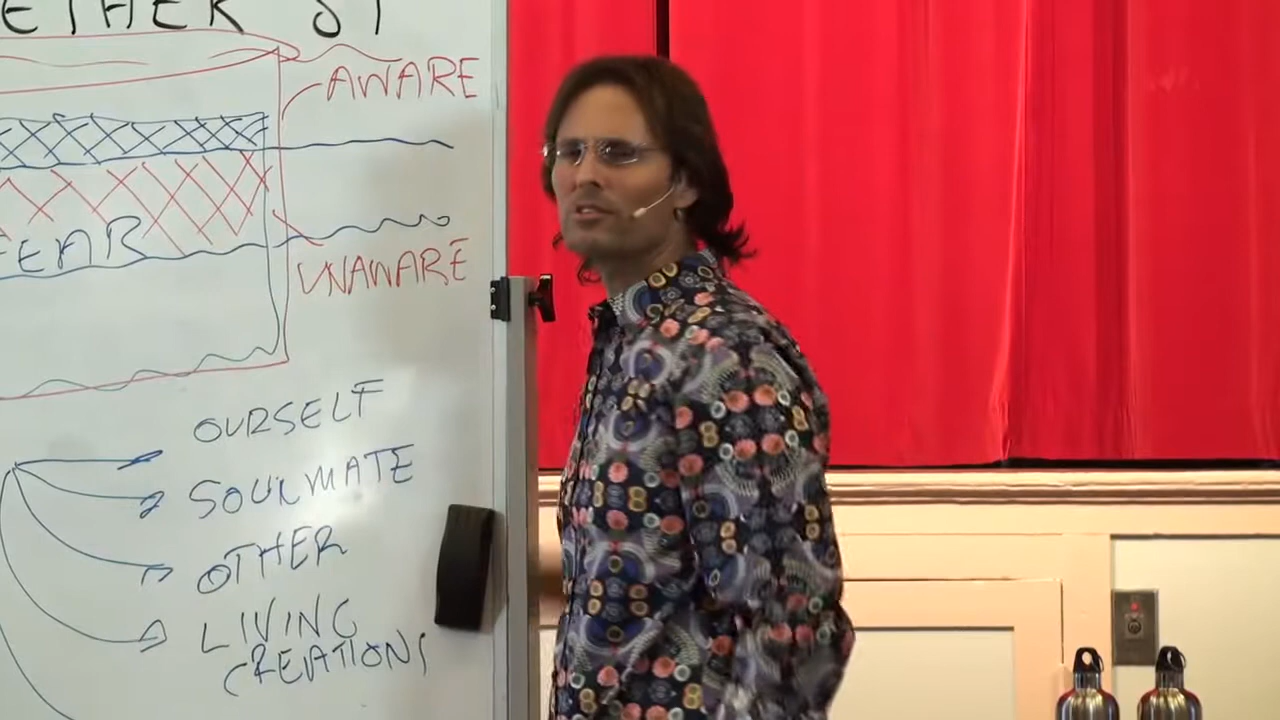 ETHER ST
AWARE
FEAR
UNAWARE
OURSELF
SOULMATE
OTHER
LIVING
CREATIONS